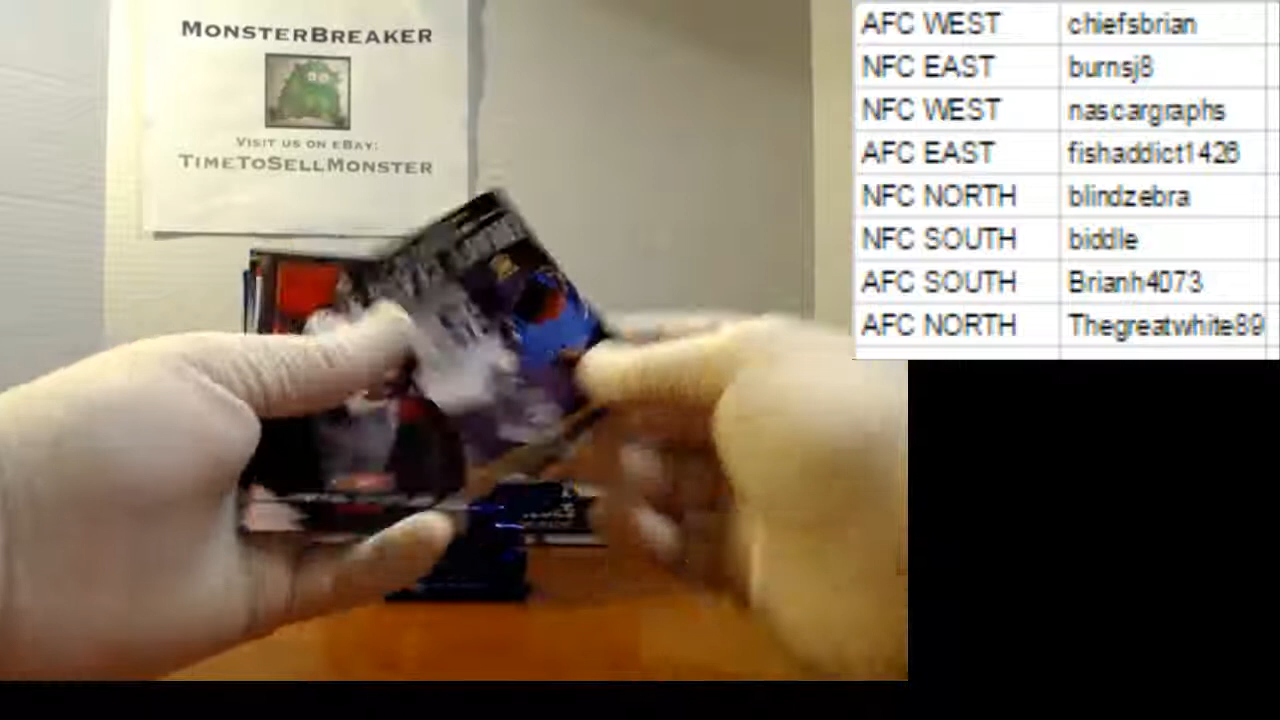 MONSTERBREAKER
VISIT US ON EBAY:
TIMETOSELLMONSTER
AFC WEST chiefsbrian
NFC EAST burnsj8
NFC WEST nascargraphs
AFC EAST fishaddict1426
NFC NORTH blindzebra
NFC SOUTH biddle
AFC SOUTH Brianh4073
AFC NORTH Thegreatwhite89